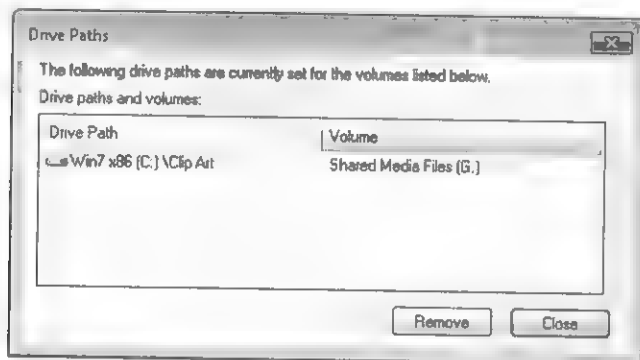 Drive Paths
The following drive paths are currently set for the volumes listed below.
Drive paths and volumes:
Drive Path Volume
Win7 x86 (C:) \Clip Art Shared Media Files (G:)
Remove Close